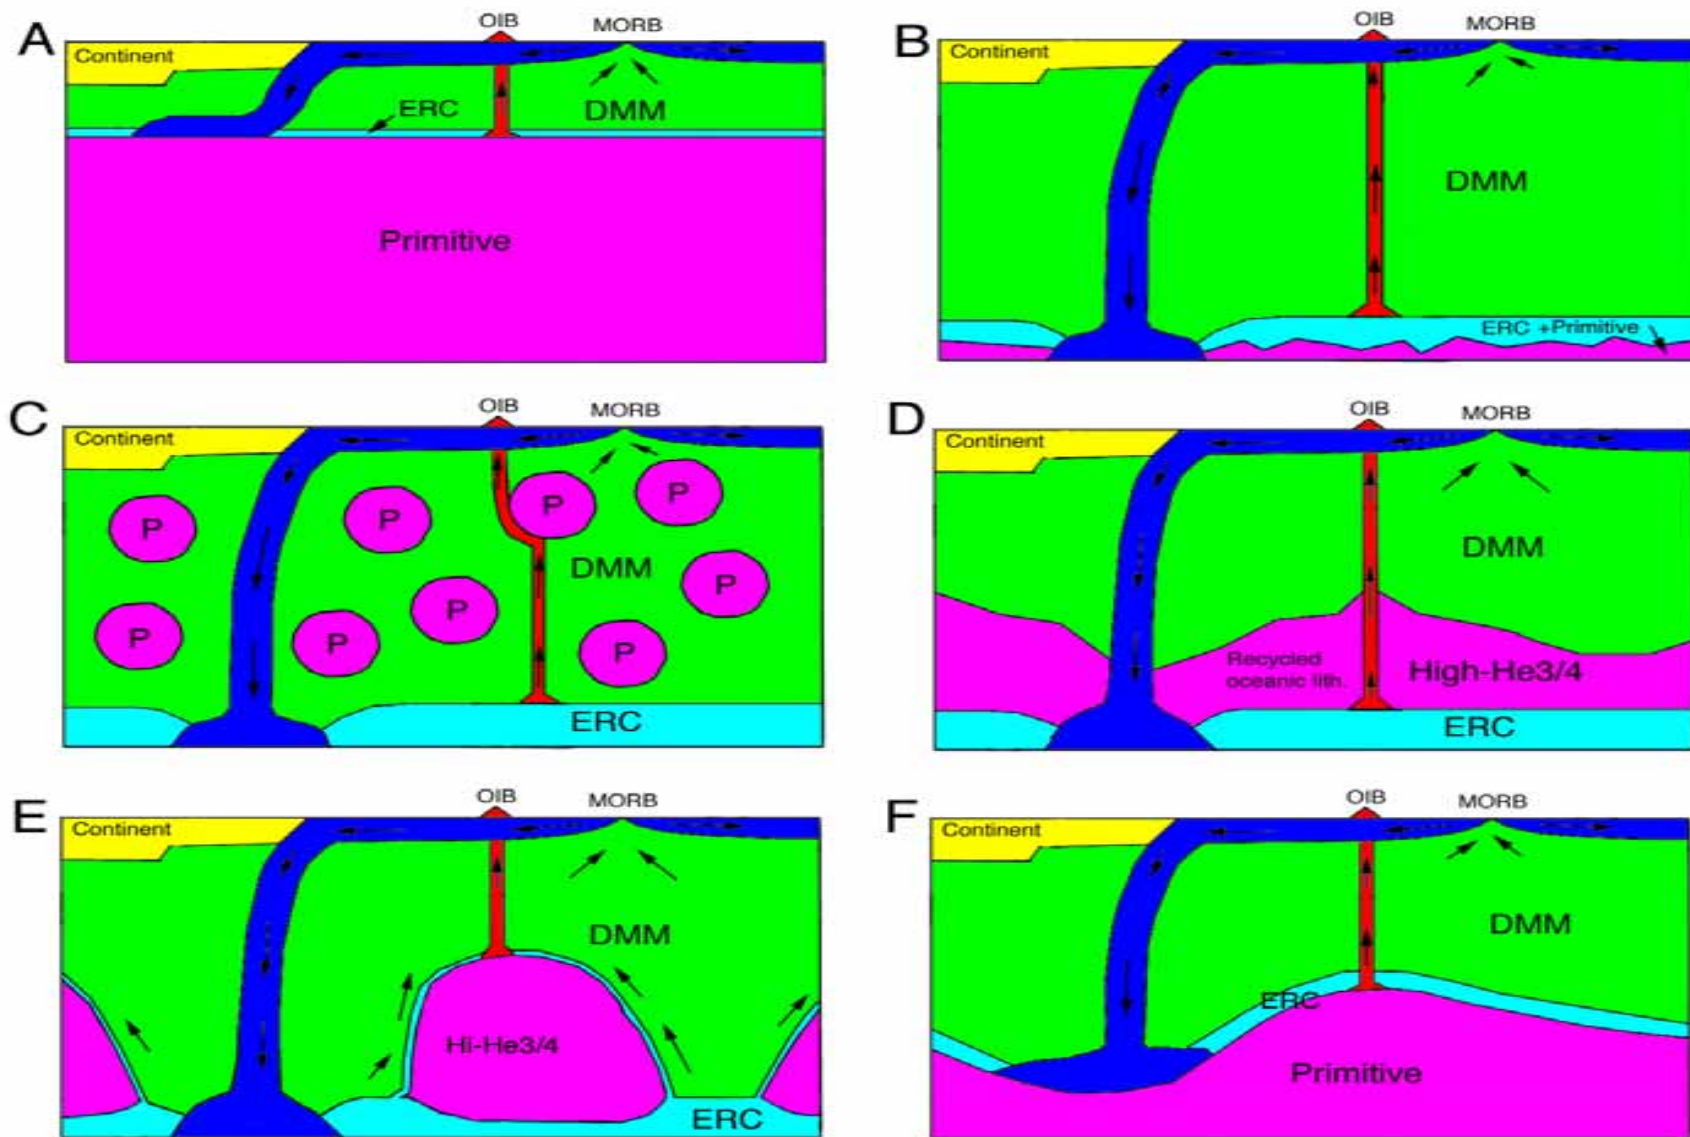 A
OIB
MORB
Continent
ERC
DMM
Primitive
B
OIB
MORB
DMM
ERC +Primitive
C
OIB
MORB
Continent
P
P
P
P
P
DMM
P
P
P
P
ERC
D
OIB
MORB
Continent
DMM
Recycled
oceanic lith.
High-He3/4
ERC
E
OIB
MORB
Continent
DMM
Hi-He3/4
ERC
F
OIB
MORB
Continent
DMM
ERC
Primitive